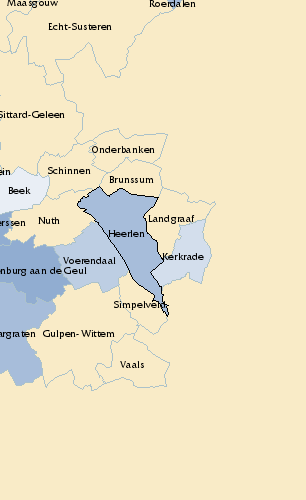 Maasgouw
Roerdalen
Echt-Susteren
Sittard-Geleen
Onderbanken
ein
Schinnen
Brunssum
Beek
erssen
Nuth
Landgraaf
Heerlen
Kerkrade
Voerendaal
nburg aan de Geul
Simpelveld
argraten
Gulpen-Wittem
Vaals